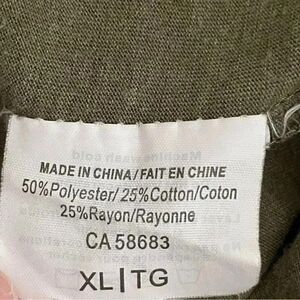 MADE IN CHINA/FAIT EN CHINE
50%Polyester/ 25%Cotton/Coton
25%Rayon/Rayonne
CA 58683
XL|TG